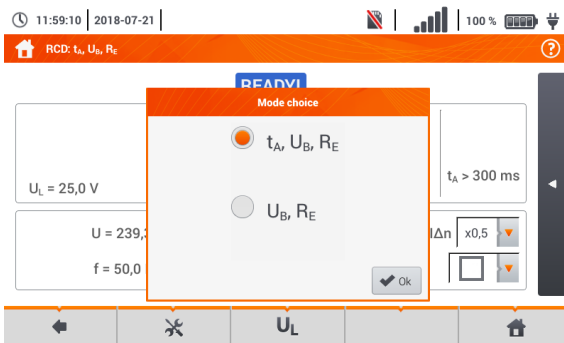 11:59:10 2018-07-21 100 %
RCD: tA, UB, RE ?
READY!
Mode choice
tA, UB, RE
tA > 300 ms
UL = 25,0 V
UB, RE
U = 239, IΔn x0,5
f = 50,0
Ok
UL